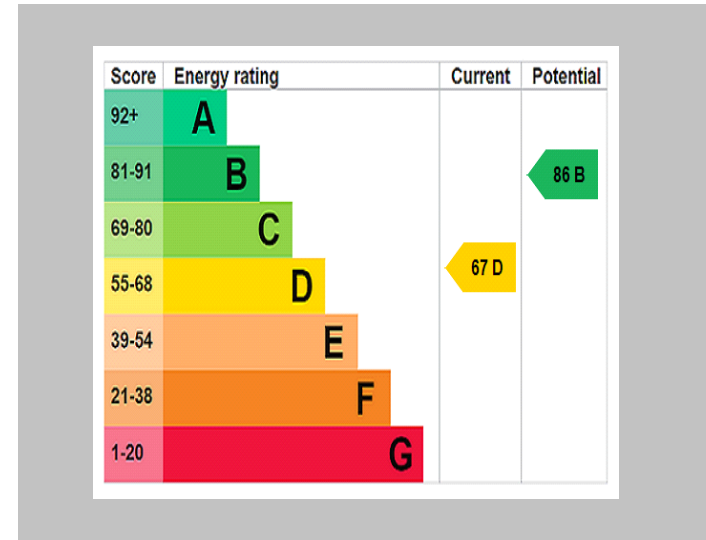 Score Energy rating Current Potential
92+ A
81-91 B 86 B
69-80 C
55-68 D 67 D
39-54 E
21-38 F
1-20 G